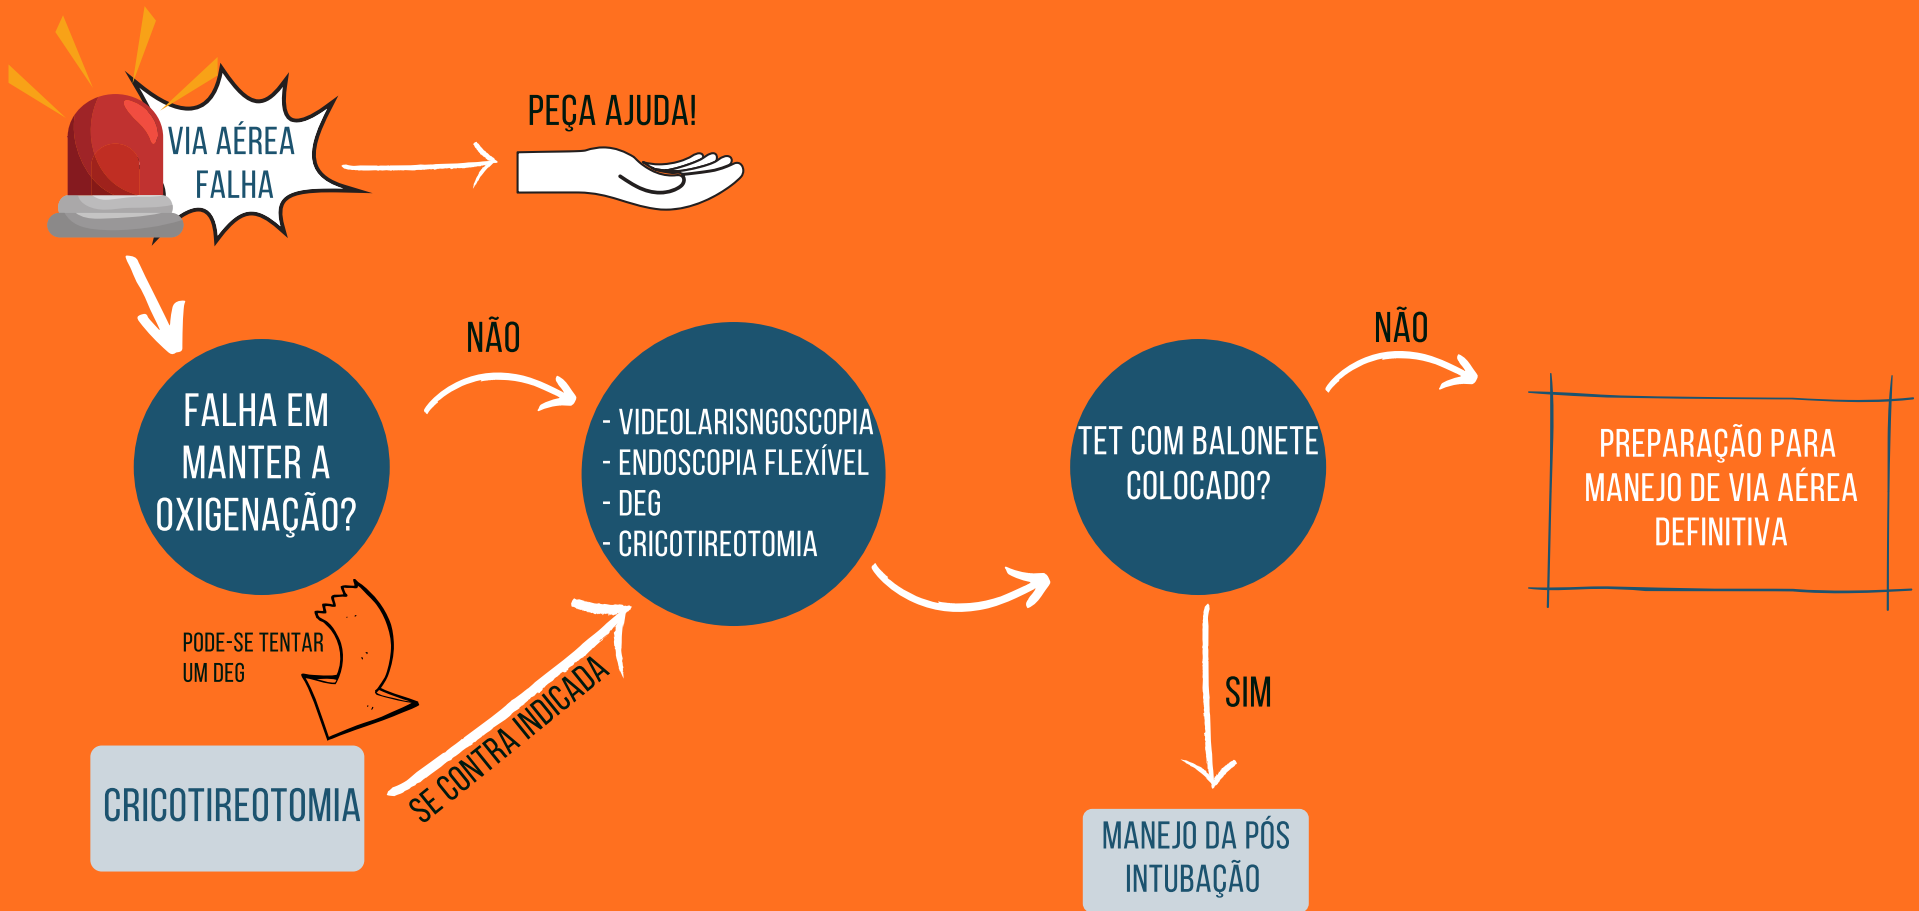 VIA AÉREA
FALHA
PEÇA AJUDA!
FALHA EM
MANTER A
OXIGENAÇÃO?
NÃO
- VIDEOLARISNGOSCOPIA
- ENDOSCOPIA FLEXÍVEL
- DEG
- CRICOTIREOTOMIA
TET COM BALONETE
COLOCADO?
NÃO
PREPARAÇÃO PARA
MANEJO DE VIA AÉREA
DEFINITIVA
PODE-SE TENTAR
UM DEG
CRICOTIREOTOMIA
SE CONTRA INDICADA
SIM
MANEJO DA PÓS
INTUBAÇÃO